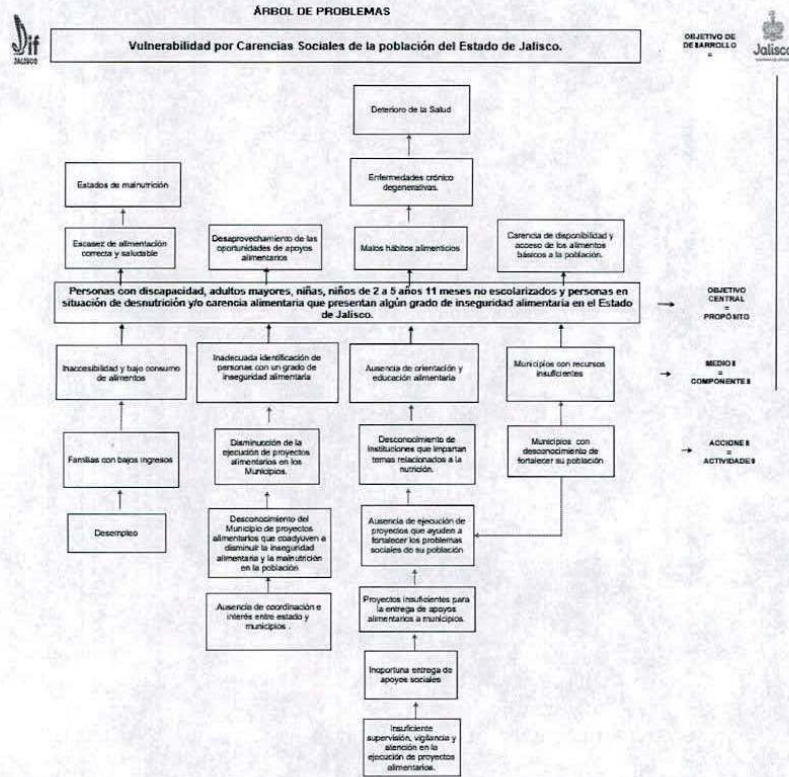 ÁRBOL DE PROBLEMAS
dif
JALISCO
Vulnerabilidad por Carencias Sociales de la población del Estado de Jalisco.
OBJETIVO DE
DESARROLLO
=
Jalisco
Deterioro de la Salud
Estados de malnutrición
Enfermedades crónico
degenerativas.
Escasez de alimentación
correcta y saludable
Desaprovechamiento de las
oportunidades de apoyos
alimentarios
Malos hábitos alimenticios
Carencia de disponibilidad y
acceso de los alimentos
básicos a la población.
Personas con discapacidad, adultos mayores, niñas, niños de 2 a 5 años 11 meses no escolarizados y personas en
situación de desnutrición y/o carencia alimentaria que presentan algún grado de inseguridad alimentaria en el Estado
de Jalisco.
OBJETIVO
CENTRAL
=
PROPÓSITO
Inaccesibilidad y bajo consumo
de alimentos
Inadecuada identificación de
personas con un grado de
inseguridad alimentaria
Ausencia de orientación y
educación alimentaria
Municipios con recursos
insuficientes
MEDIOS
=
COMPONENTES
Familias con bajos ingresos
Disminucción de la
ejecución de proyectos
alimentarios en los
Municipios.
Desconocimiento de
Instituciones que impartan
temas relacionados a la
nutrición.
Municipios con
desconocimiento de
fortalecer su población
ACCIONES
=
ACTIVIDADES
Desempleo
Desconocimiento del
Municipio de proyectos
alimentarios que coadyuven a
disminuir la inseguridad
alimentaria y la malnutrición
en la población
Ausencia de ejecución de
proyectos que ayuden a
fortalecer los problemas
sociales de su población
Ausencia de coordinación e
interés entre estado y
municipios .
Proyectos insuficientes para
la entrega de apoyos
alimentarios a municipios.
Inoportuna entrega de
apoyos sociales
Insuficiente
supervisión, vigilancia y
atención en la
ejecución de proyectos
alimentarios.